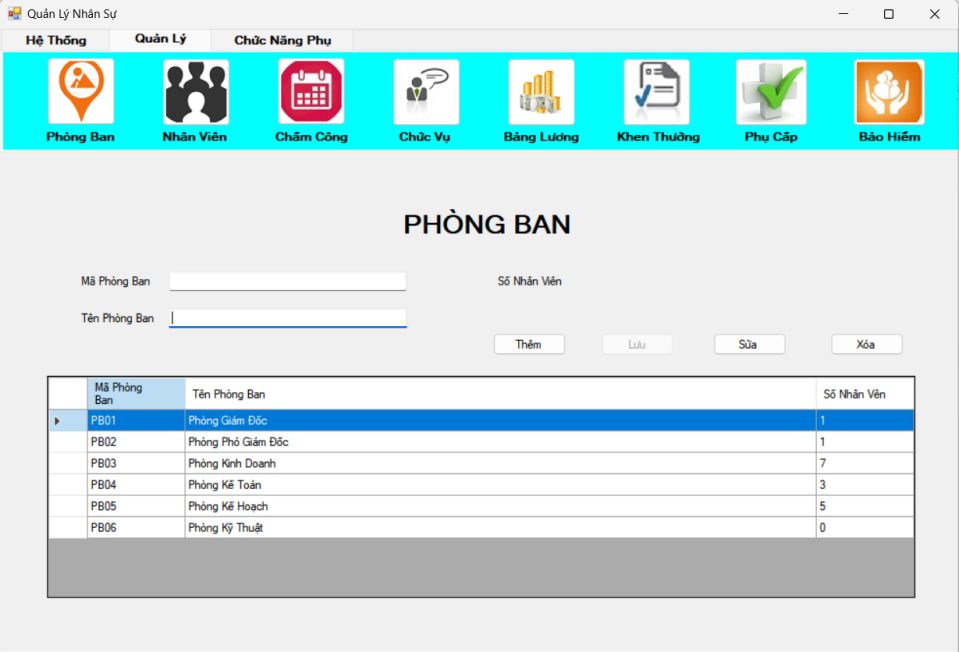 Quản Lý Nhân Sự
Hệ Thống Quản Lý Chức Năng Phụ
Phòng Ban Nhân Viên Chấm Công Chức Vụ Bảng Lương Khen Thưởng Phụ Cấp Bảo Hiểm
PHÒNG BAN
Mã Phòng Ban Số Nhân Viên
Tên Phòng Ban
Thêm Lưu Sửa Xóa
Mã Phòng Ban Tên Phòng Ban Số Nhân Vên
PB01 Phòng Giám Đốc 1
PB02 Phòng Phó Giám Đốc 1
PB03 Phòng Kinh Doanh 7
PB04 Phòng Kế Toán 3
PB05 Phòng Kế Hoạch 5
PB06 Phòng Kỹ Thuật 0